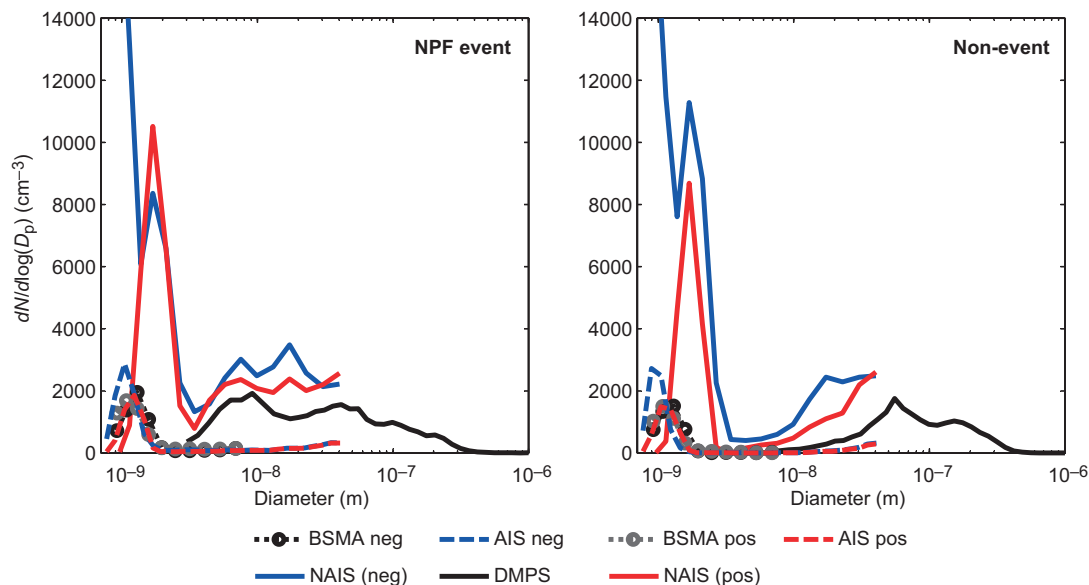 NPF event
Non-event
14000
12000
10000
8000
6000
4000
2000
0
14000
12000
10000
8000
6000
4000
2000
0
dN/dlog(Dp) (cm–3)
10–9 10–8 10–7 10–6
10–9 10–8 10–7 10–6
Diameter (m)
Diameter (m)
BSMA neg AIS neg BSMA pos AIS pos
NAIS (neg) DMPS NAIS (pos)